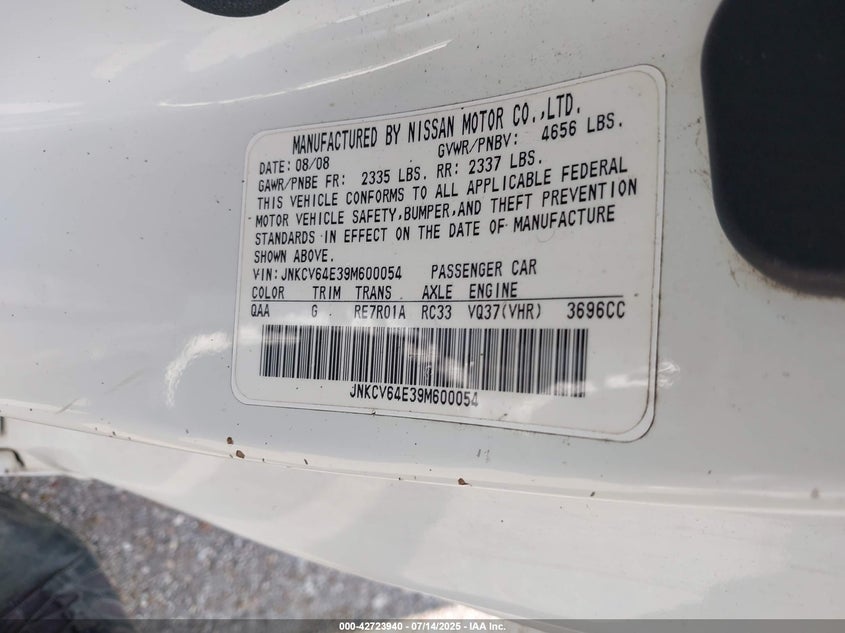 MANUFACTURED BY NISSAN MOTOR CO.,LTD.
DATE: 08/08 GVWR/PNBV: 4656 LBS.
GAWR/PNBE FR: 2335 LBS. RR: 2337 LBS.
THIS VEHICLE CONFORMS TO ALL APPLICABLE FEDERAL
MOTOR VEHICLE SAFETY,BUMPER,AND THEFT PREVENTION
STANDARDS IN EFFECT ON THE DATE OF MANUFACTURE
SHOWN ABOVE.
VIN:JNKCV64E39M600054 PASSENGER CAR
COLOR TRIM TRANS AXLE ENGINE
QAA G RE7R01A RC33 VQ37(VHR) 3696CC
JNKCV64E39M600054
000-42723940 - 07/14/2025 - IAA Inc.